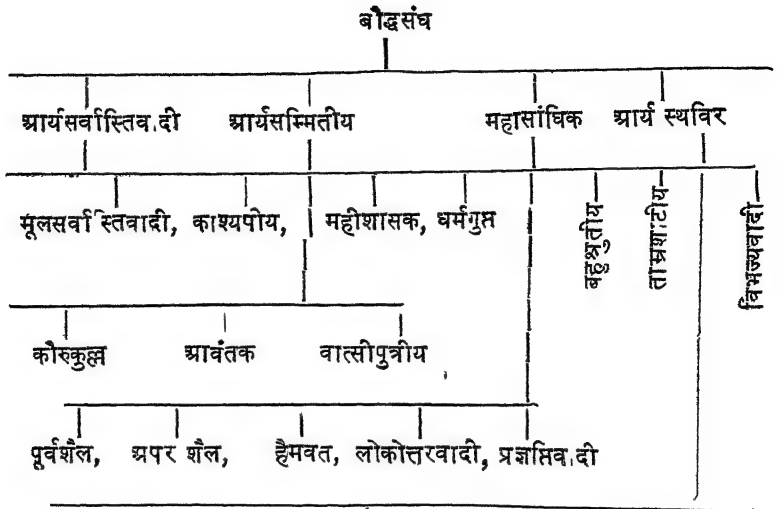 बौद्धसंघ
आर्यसर्वास्तिवादी आर्यसम्मितीय महासांघिक आर्य स्थविर
मूलसर्वास्तिवादी, काश्यपोय, महीशासक, धर्मगुप्त बहुश्रुतीय ताम्रशाटीय विभज्यवादी
कौरुकुल्ल आवंतक वात्सीपुत्रीय
पूर्वशैल, अपर शैल, हैमवत, लोकोत्तरवादी, प्रज्ञप्तिवादी